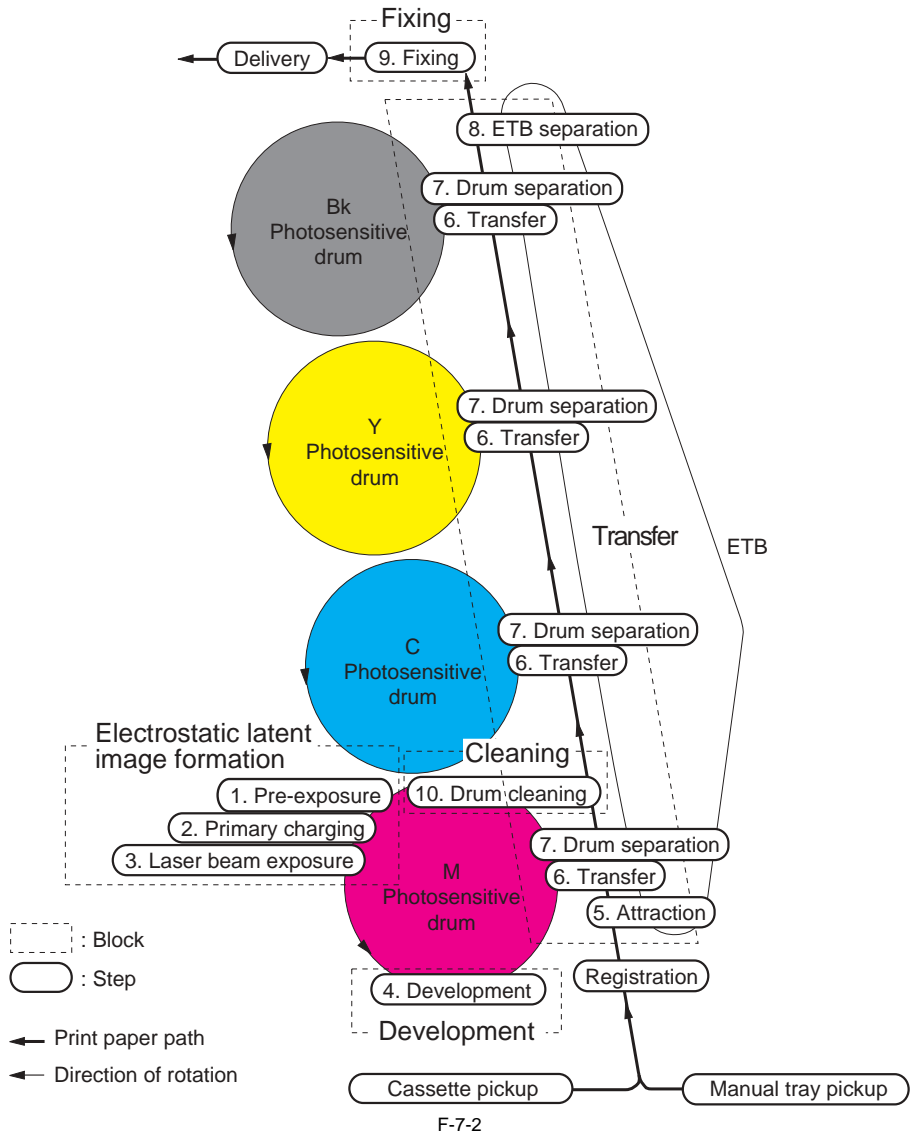 Fixing
Delivery
9. Fixing
8. ETB separation
7. Drum separation
6. Transfer
Bk
Photosensitive
drum
7. Drum separation
6. Transfer
Y
Photosensitive
drum
Transfer
ETB
7. Drum separation
6. Transfer
C
Photosensitive
drum
Electrostatic latent
image formation
Cleaning
1. Pre-exposure
10. Drum cleaning
2. Primary charging
3. Laser beam exposure
7. Drum separation
6. Transfer
M
Photosensitive
drum
5. Attraction
: Block
: Step
Registration
4. Development
Development
Print paper path
Direction of rotation
Cassette pickup
Manual tray pickup
F-7-2